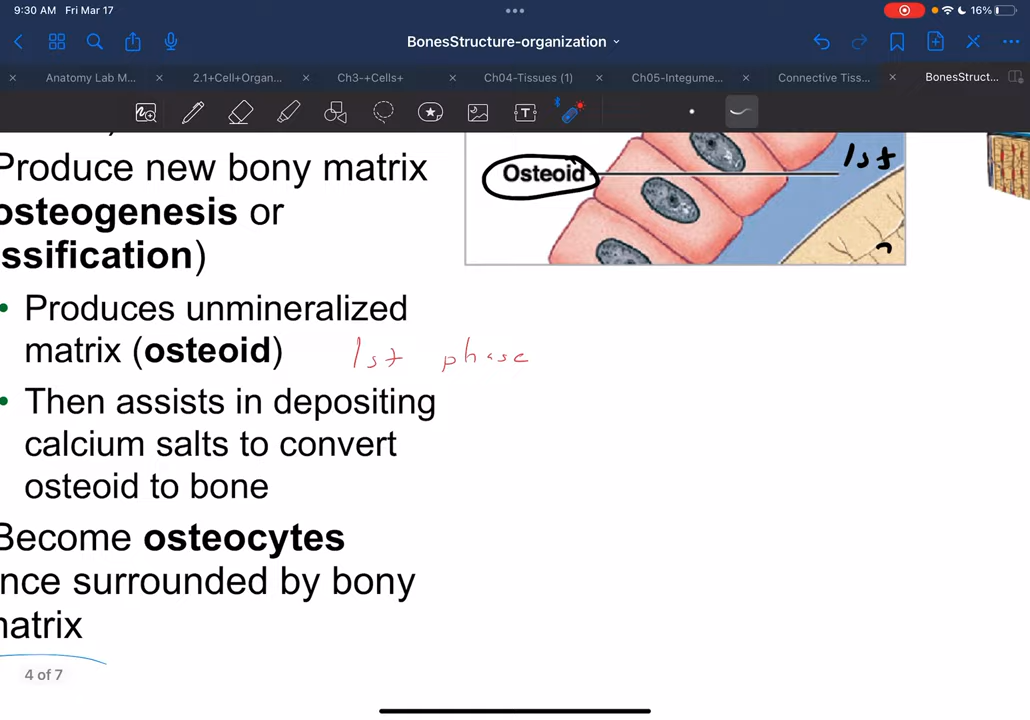 9:30 AM Fri Mar 17
16%
BonesStructure-organization
Anatomy Lab M...
2.1+Cell+Organ...
Ch3-+Cells+
Ch04-Tissues (1)
Ch05-Integume...
Connective Tiss...
BonesStruct...
Produce new bony matrix
osteogenesis or
ssification)
• Produces unmineralized
matrix (osteoid) 1st phase
• Then assists in depositing
calcium salts to convert
osteoid to bone
Become osteocytes
nce surrounded by bony
matrix
Osteoid
1st
4 of 7